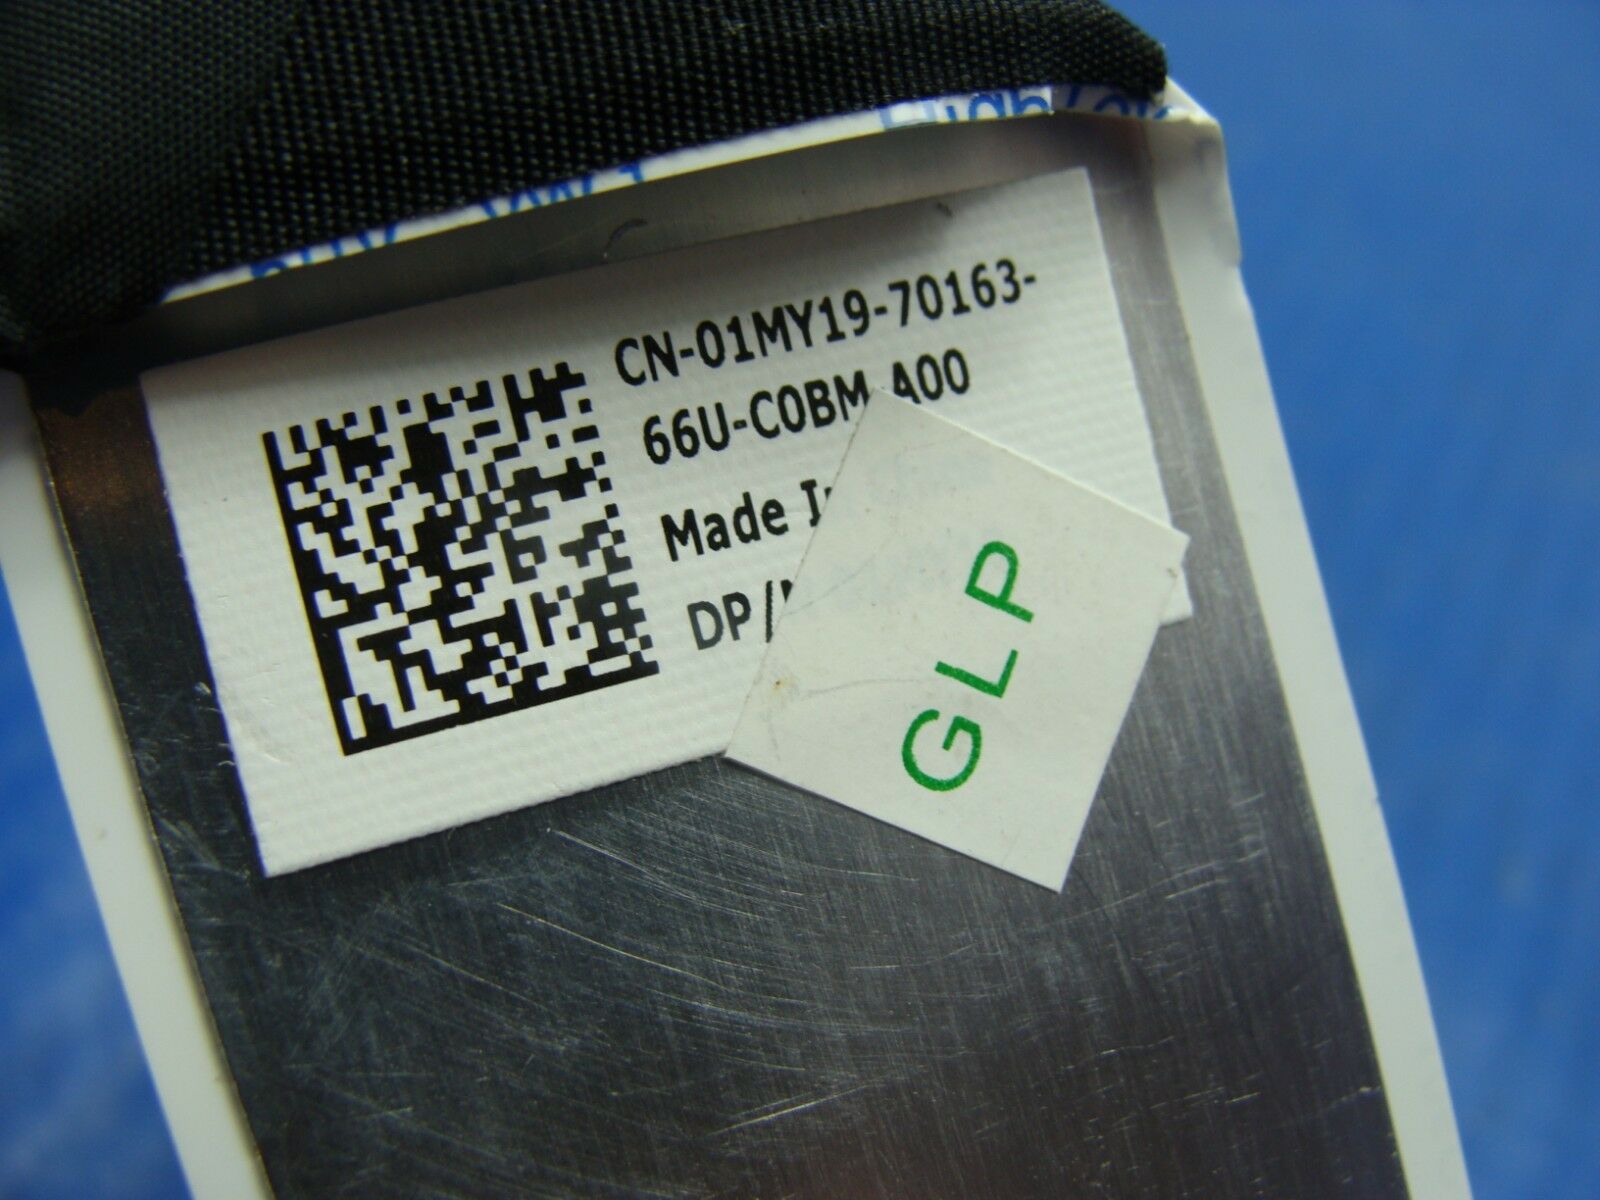 CN-01MY19-70163-
66U-C0BM A00
Made
DP/
GLP